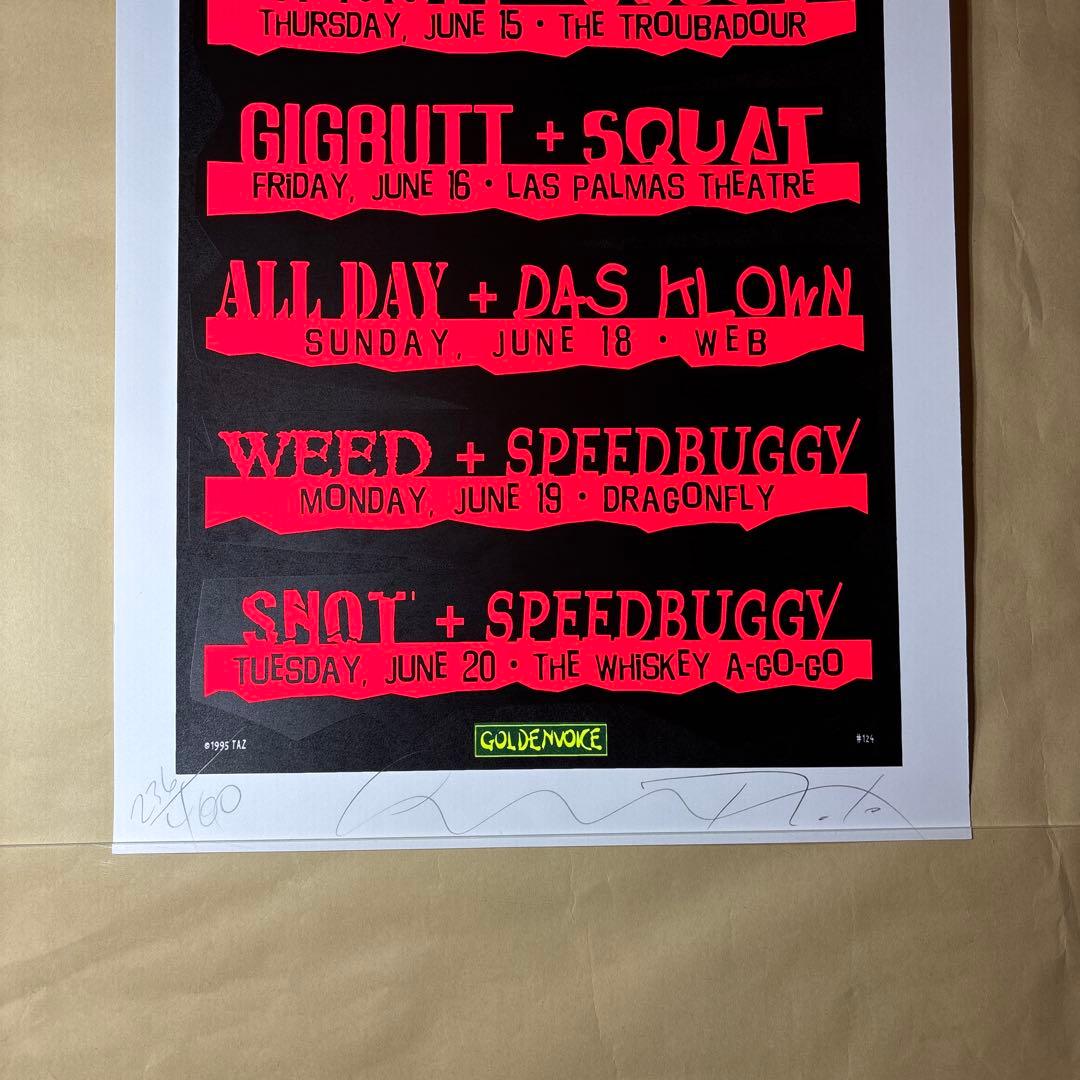 THURSDAY, JUNE 15 • THE TROUBADOUR
GIGBUTT + SQUAT
FRIDAY, JUNE 16 • LAS PALMAS THEATRE
ALL DAY + DAS KLOWN
SUNDAY, JUNE 18 • WEB
WEED + SPEEDBUGGY
MONDAY, JUNE 19 • DRAGONFLY
SNOT + SPEEDBUGGY
TUESDAY, JUNE 20 • THE WHISKEY A-GO-GO
©1995 TAZ
GOLDENVOICE
#124